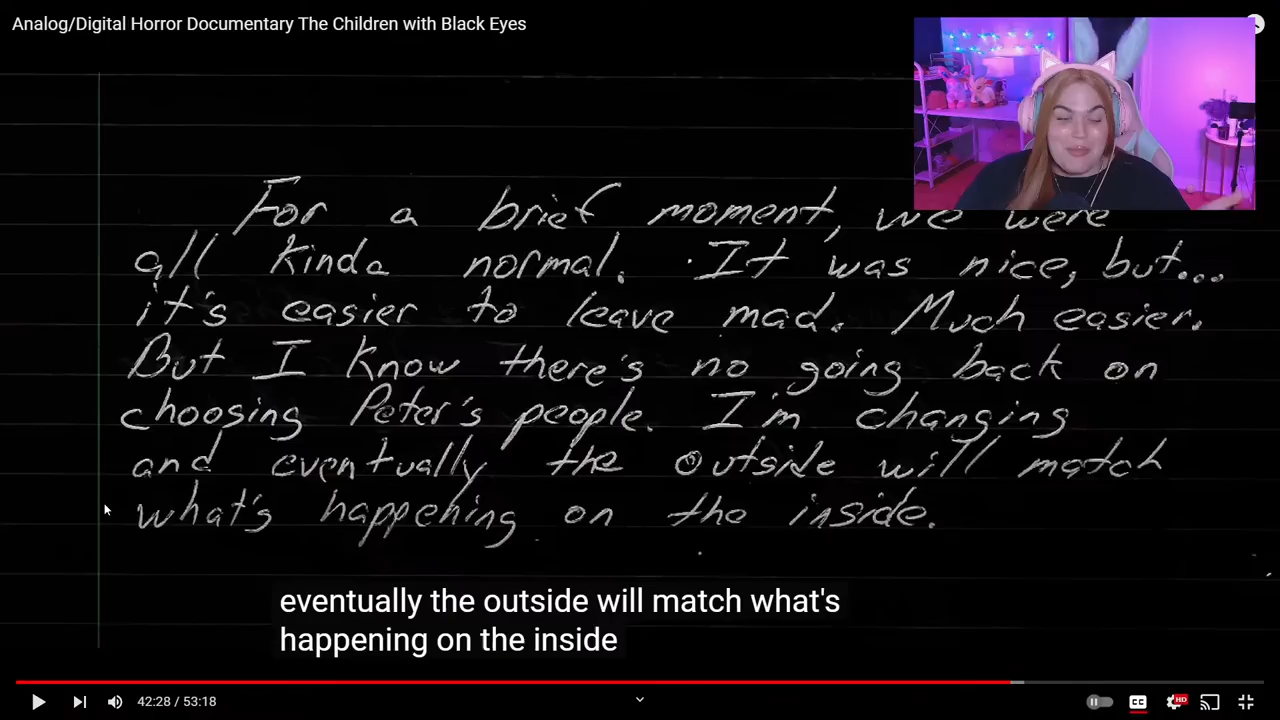 Analog/Digital Horror Documentary The Children with Black Eyes
For a brief moment, we were
all kinda normal. It was nice, but...
it's easier to leave mad. Much easier.
But I know there's no going back on
choosing Peter's people. I'm changing
and eventually the outside will match
what's happening on the inside.
eventually the outside will match what's
happening on the inside
42:28 / 53:18
CC
HD